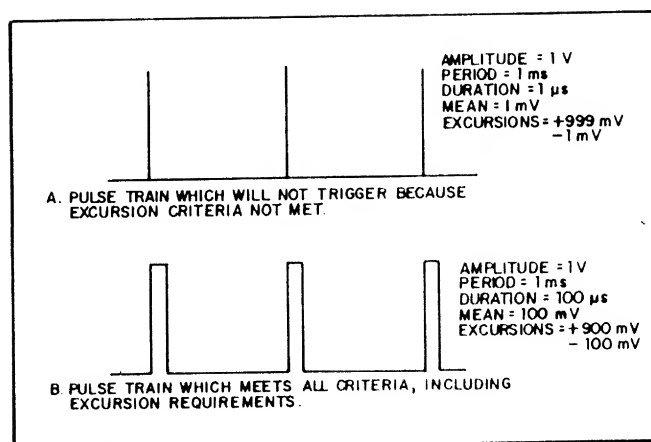 AMPLITUDE = 1 V
PERIOD = 1 ms
DURATION = 1 µs
MEAN = 1 mV
EXCURSIONS = +999 mV
- 1 mV
A. PULSE TRAIN WHICH WILL NOT TRIGGER BECAUSE
EXCURSION CRITERIA NOT MET.
AMPLITUDE = 1V
PERIOD = 1 ms
DURATION = 100 µs
MEAN = 100 mV
EXCURSIONS = +900 mV
- 100 mV
B. PULSE TRAIN WHICH MEETS ALL CRITERIA, INCLUDING
EXCURSION REQUIREMENTS.